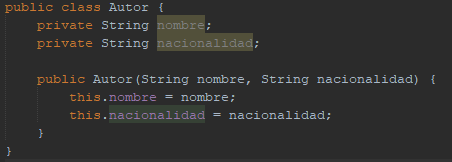 public class Autor {
    private String nombre;
    private String nacionalidad;

    public Autor(String nombre, String nacionalidad) {
        this.nombre = nombre;
        this.nacionalidad = nacionalidad;
    }
}